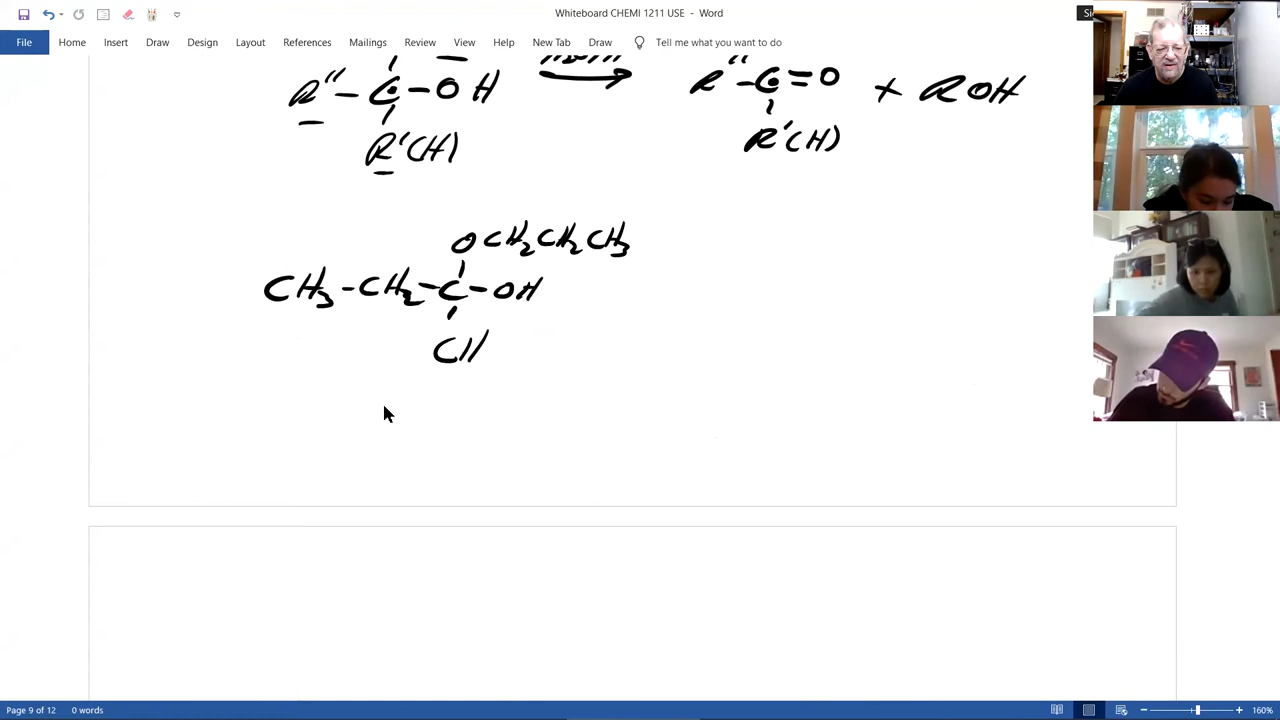 Whiteboard CHEMI 1211 USE - Word
File Home Insert Draw Design Layout References Mailings Review View Help New Tab Draw Tell me what you want to do
R'' - C - OH
R'(H)
R'' - C = O + ROH
R'(H)
OCH2CH2CH3
CH3 - CH2 - C - OH
Cl
Page 9 of 12 0 words
160%